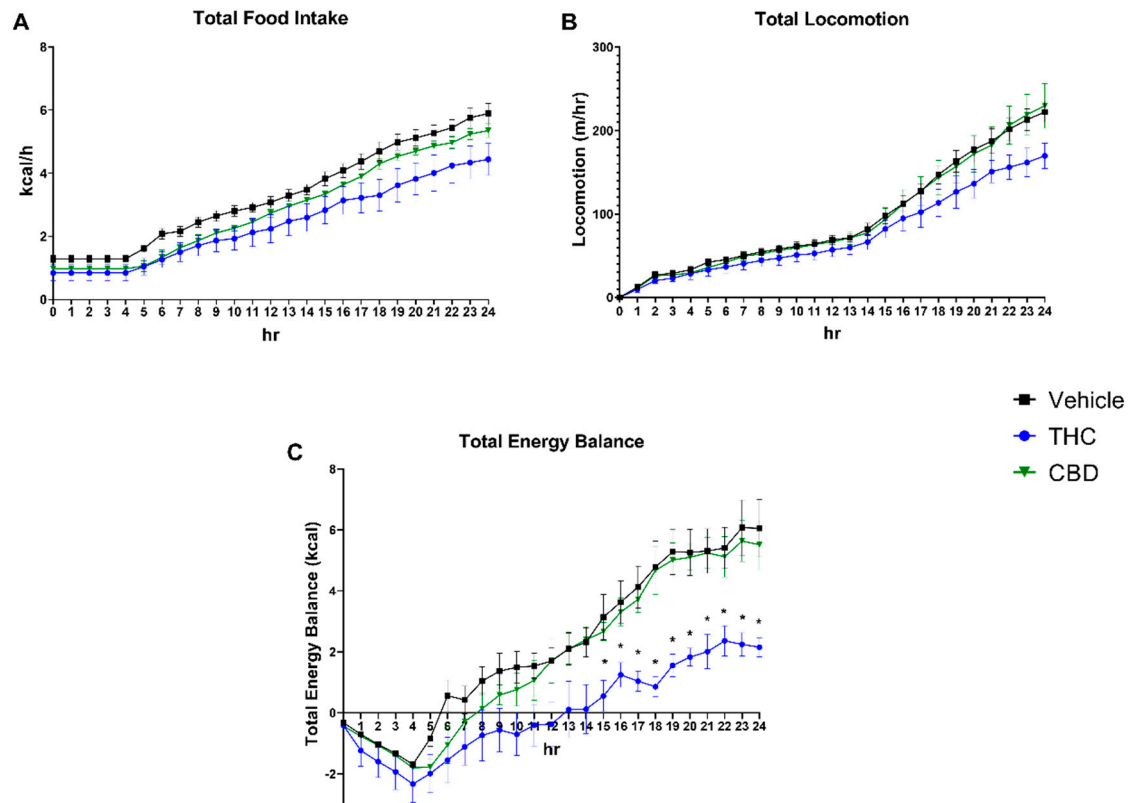 A
Total Food Intake
8
6
4
2
0
kcal/h
0 1 2 3 4 5 6 7 8 9 10 11 12 13 14 15 16 17 18 19 20 21 22 23 24
hr
B
Total Locomotion
300
200
100
0
Locomotion (m/hr)
0 1 2 3 4 5 6 7 8 9 10 11 12 13 14 15 16 17 18 19 20 21 22 23 24
hr
Vehicle
THC
CBD
C
Total Energy Balance
8
6
4
2
0
-2
Total Energy Balance (kcal)
* * * * * * * * * *
1 2 3 4 5 6 7 8 9 10 11 12 13 14 15 16 17 18 19 20 21 22 23 24
hr